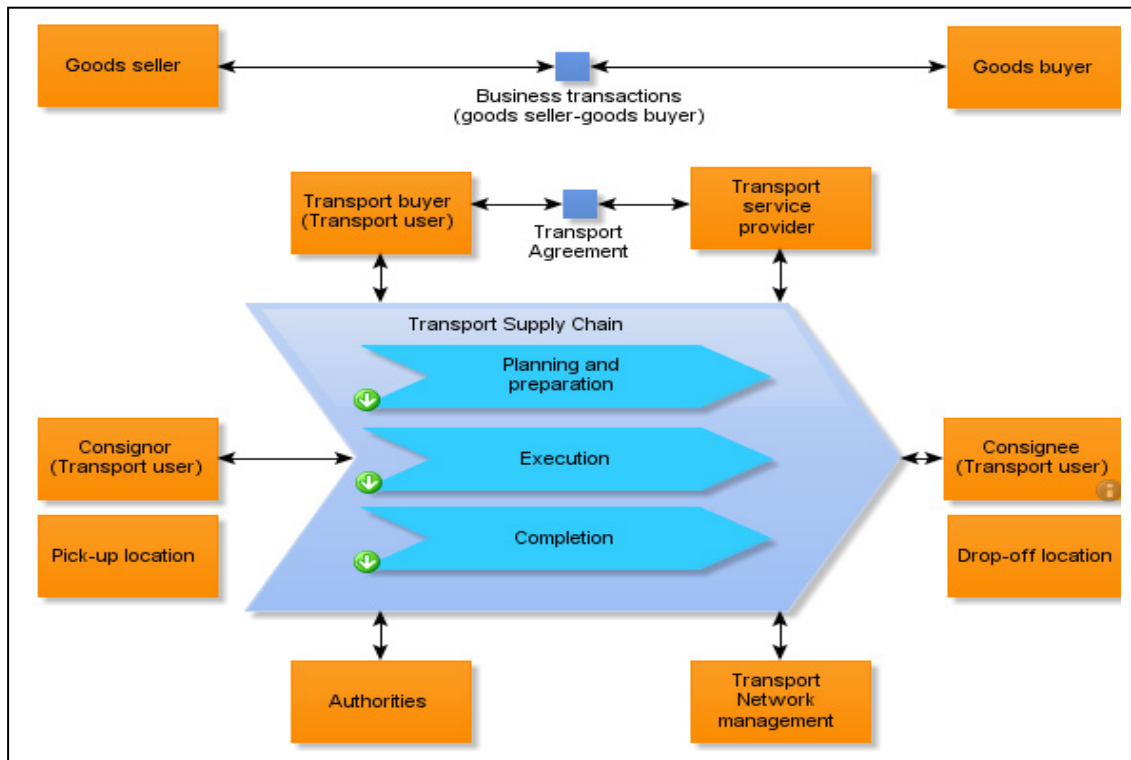 Goods seller
Goods buyer
Business transactions
(goods seller-goods buyer)
Transport buyer
(Transport user)
Transport
Agreement
Transport
service
provider
Transport Supply Chain
Planning and
preparation
Execution
Completion
Consignor
(Transport user)
Pick-up location
Consignee
(Transport user)
Drop-off location
Authorities
Transport
Network
management